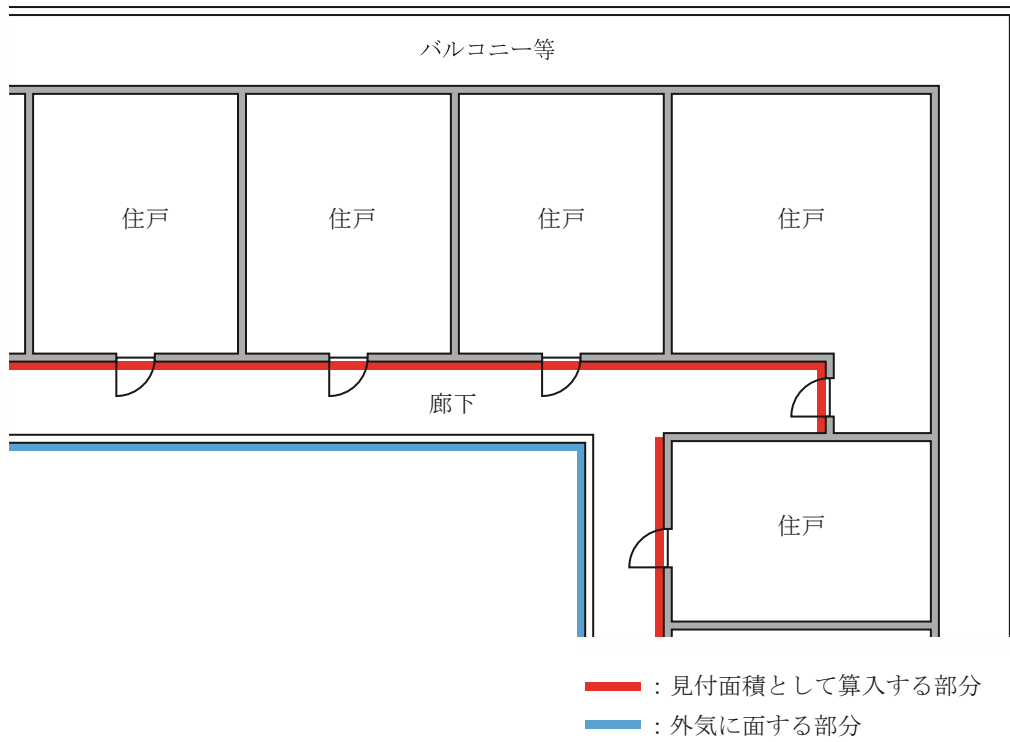 バルコニー等
住戸
住戸
住戸
住戸
廊下
住戸
：見付面積として算入する部分
：外気に面する部分